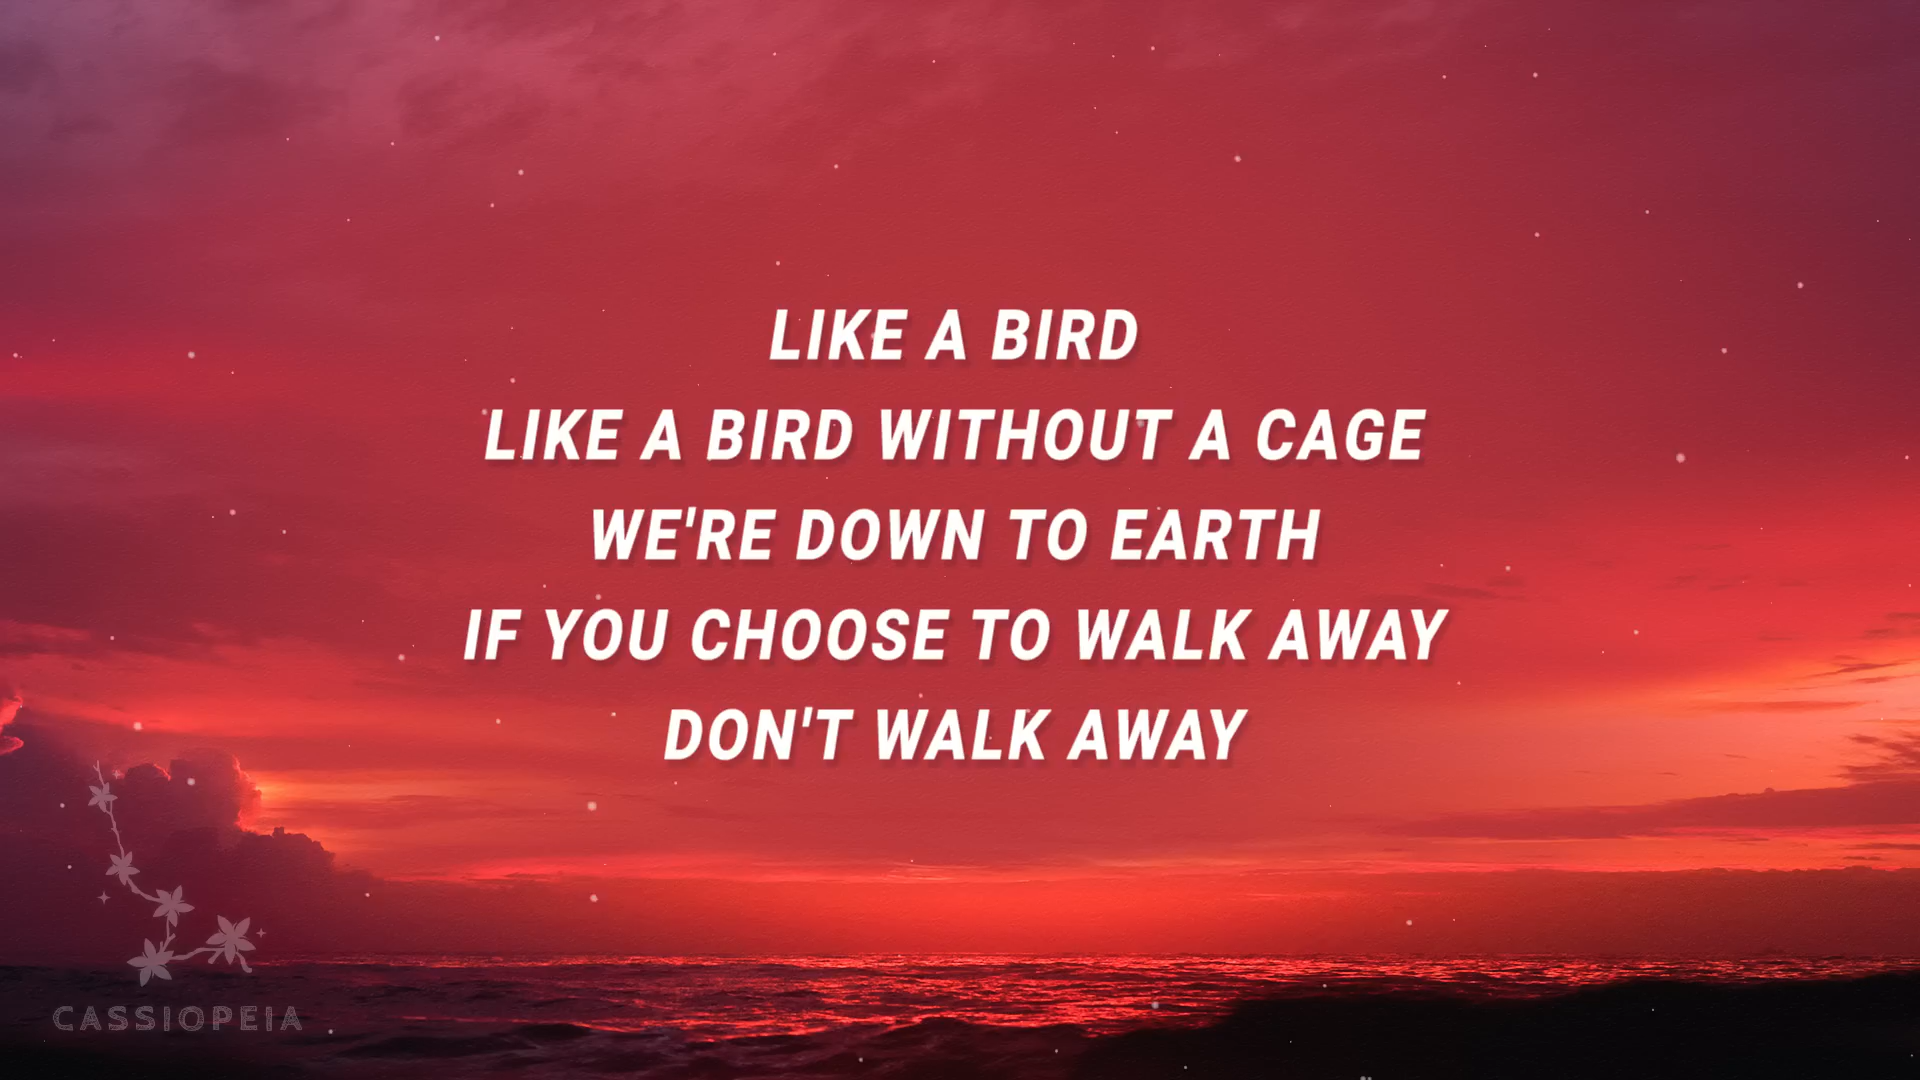 LIKE A BIRD
LIKE A BIRD WITHOUT A CAGE
WE'RE DOWN TO EARTH
IF YOU CHOOSE TO WALK AWAY
DON'T WALK AWAY
CASSIOPEIA